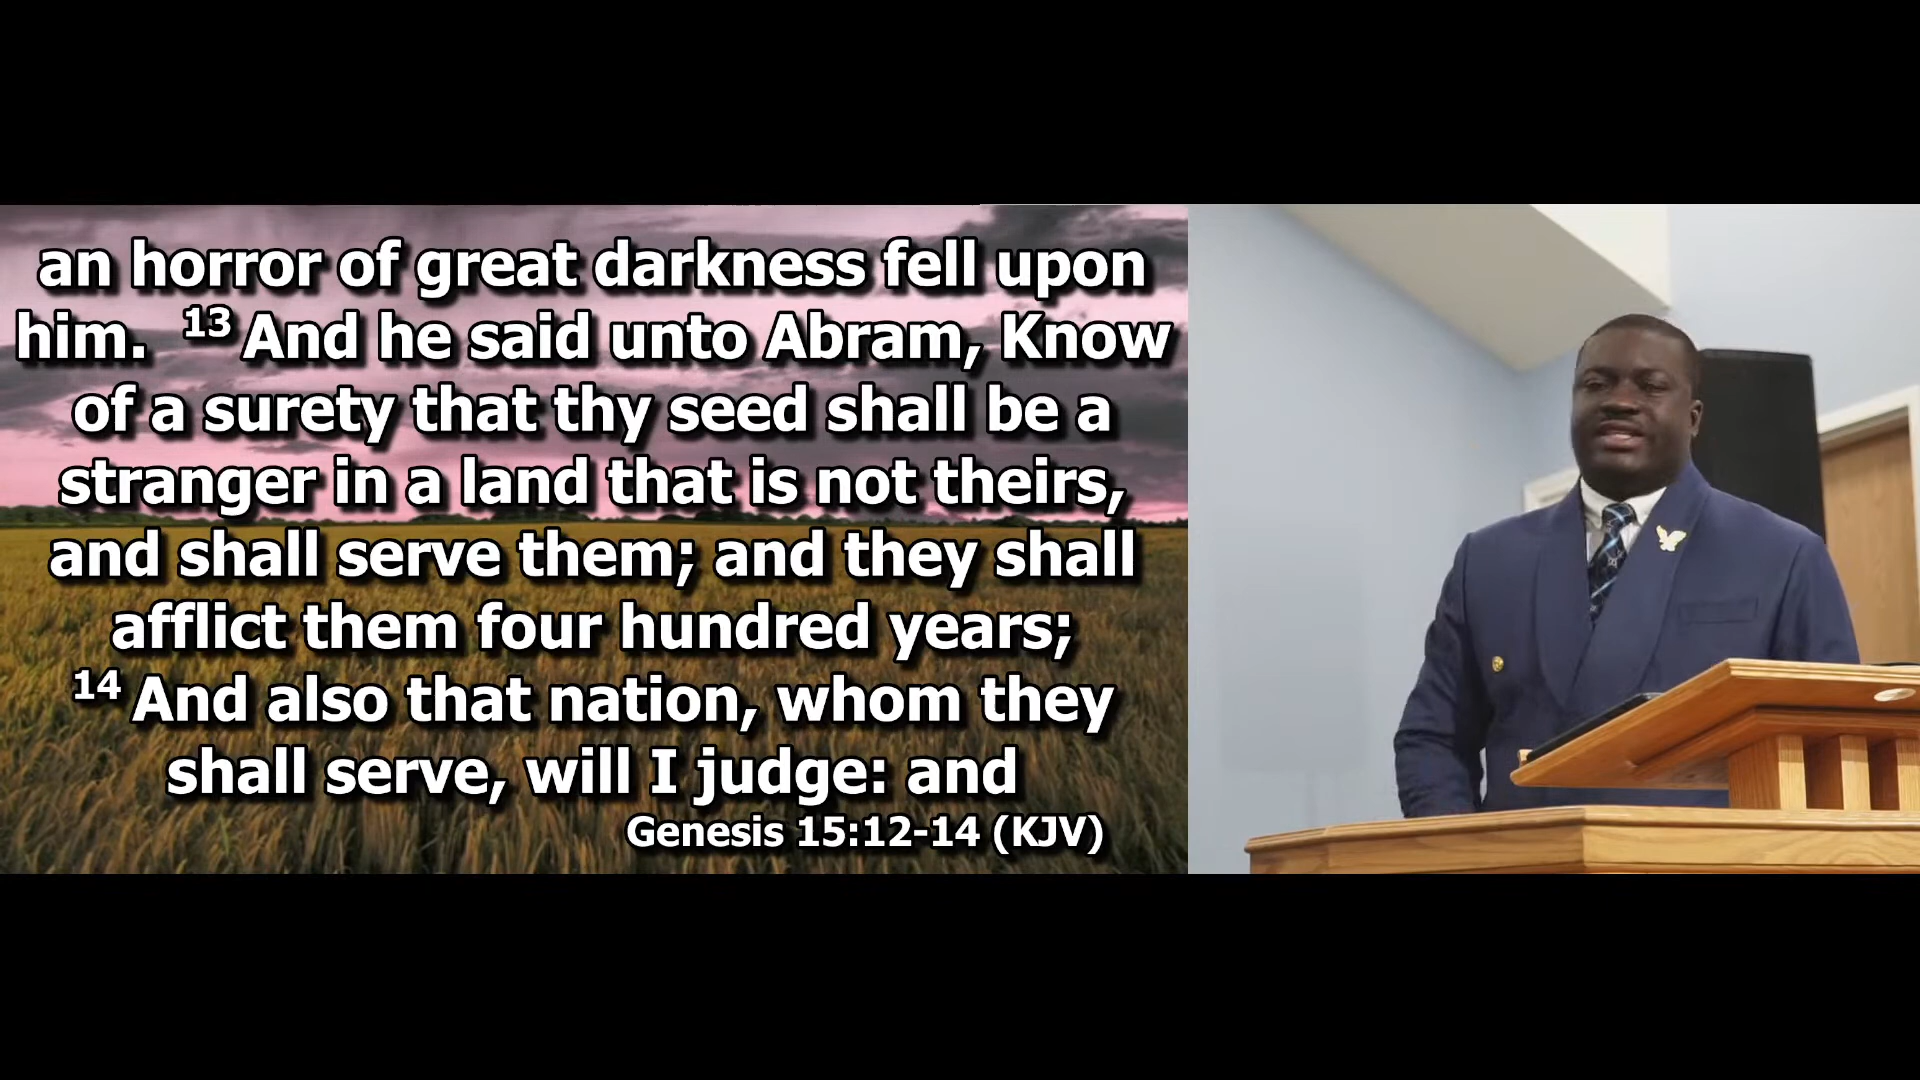 an horror of great darkness fell upon
him. 13 And he said unto Abram, Know
of a surety that thy seed shall be a
stranger in a land that is not theirs,
and shall serve them; and they shall
afflict them four hundred years;
14 And also that nation, whom they
shall serve, will I judge: and
Genesis 15:12-14 (KJV)